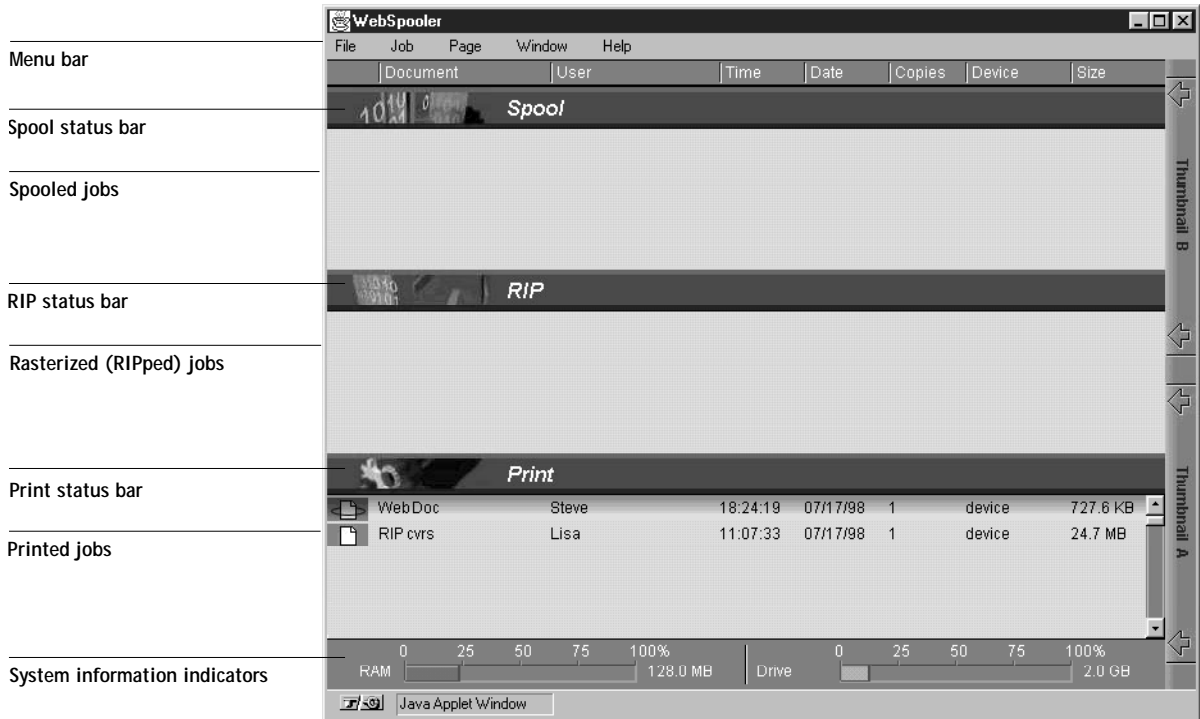 WebSpooler
File Job Page Window Help
Menu bar
Document User Time Date Copies Device Size
Spool
Spool status bar
Spooled jobs
Thumbnail B
RIP
RIP status bar
Rasterized (RIPped) jobs
Print
Print status bar
WebDoc Steve 18:24:19 07/17/98 1 device 727.6 KB
RIP cvrs Lisa 11:07:33 07/17/98 1 device 24.7 MB
Printed jobs
Thumbnail A
0 25 50 75 100% 0 25 50 75 100%
RAM 128.0 MB Drive 2.0 GB
System information indicators
Java Applet Window